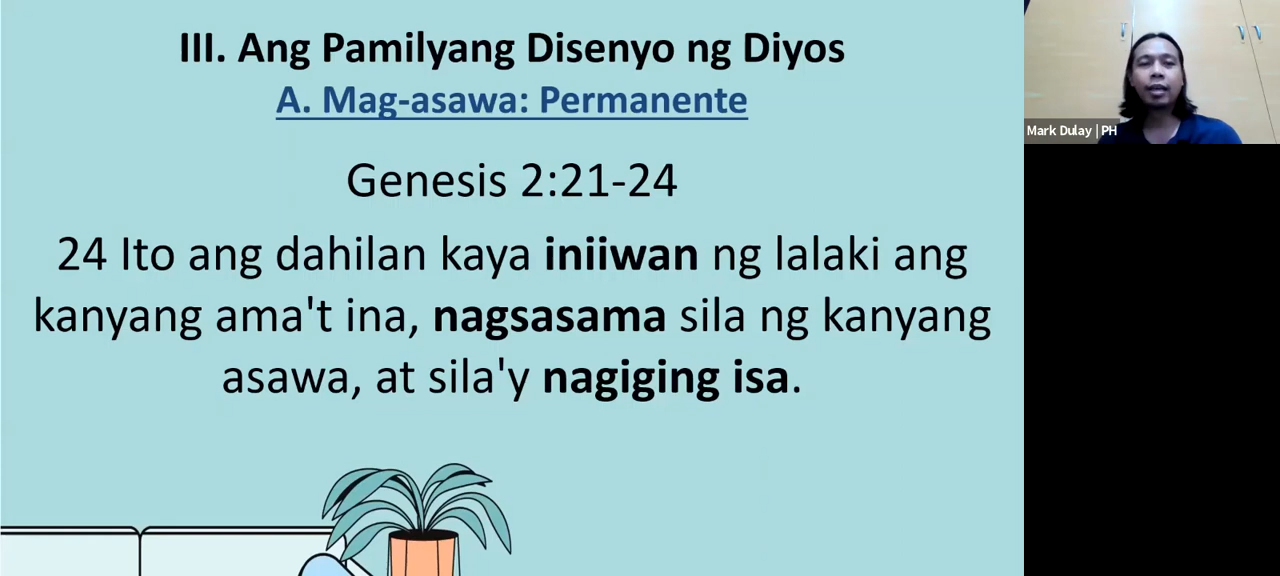 III. Ang Pamilyang Disenyo ng Diyos
A. Mag-asawa: Permanente
Genesis 2:21-24
24 Ito ang dahilan kaya iniiwan ng lalaki ang
kanyang ama't ina, nagsasama sila ng kanyang
asawa, at sila'y nagiging isa.
Mark Dulay | PH